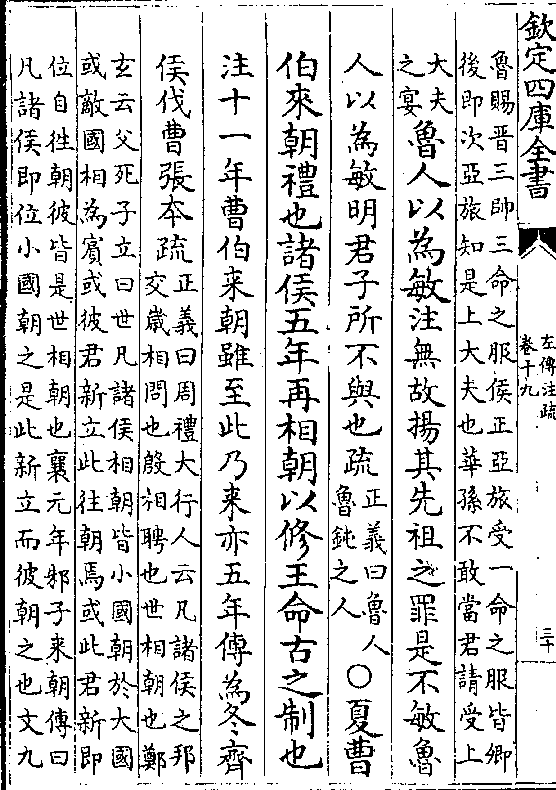 欽定四庫全書
左傳注疏
卷十九
三十
魯賜晉三帥三命之服侯正亞旅受一命之服皆卿
後即次亞旅知是上大夫也華孫不敢當君請受上
大夫
之宴
魯人以為敏注無故揚其先祖之罪是不敏魯
人以為敏明君子所不與也疏
正義曰魯人
魯鈍之人
○夏曹
伯來朝禮也諸侯五年再相朝以修王命古之制也
注十一年曹伯来朝雖至此乃来亦五年傳為冬齊
侯伐曹張本疏
正義曰周禮大行人云凡諸侯之邦
交歲相問也殷相聘也世相朝也鄭
玄云父死子立曰世凡諸侯相朝皆小國朝於大國
或敵國相為賓或彼君新立此往朝焉或此君新即
位自徃朝彼皆是世相朝也襄元年邾子来朝傳曰
凡諸侯即位小國朝之是此新立而彼朝之也文九